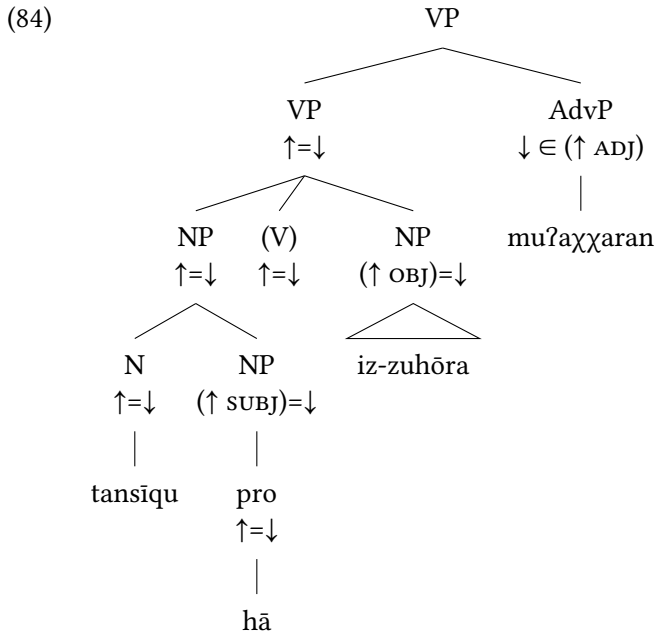 (84)
VP
VP AdvP
↑=↓ ↓ ∈ (↑ ADJ)
NP (V) NP muʔaχχaran
↑=↓ ↑=↓ (↑ OBJ)=↓
N NP iz-zuhōra
↑=↓ (↑ SUBJ)=↓
tansīqu pro
↑=↓
hā